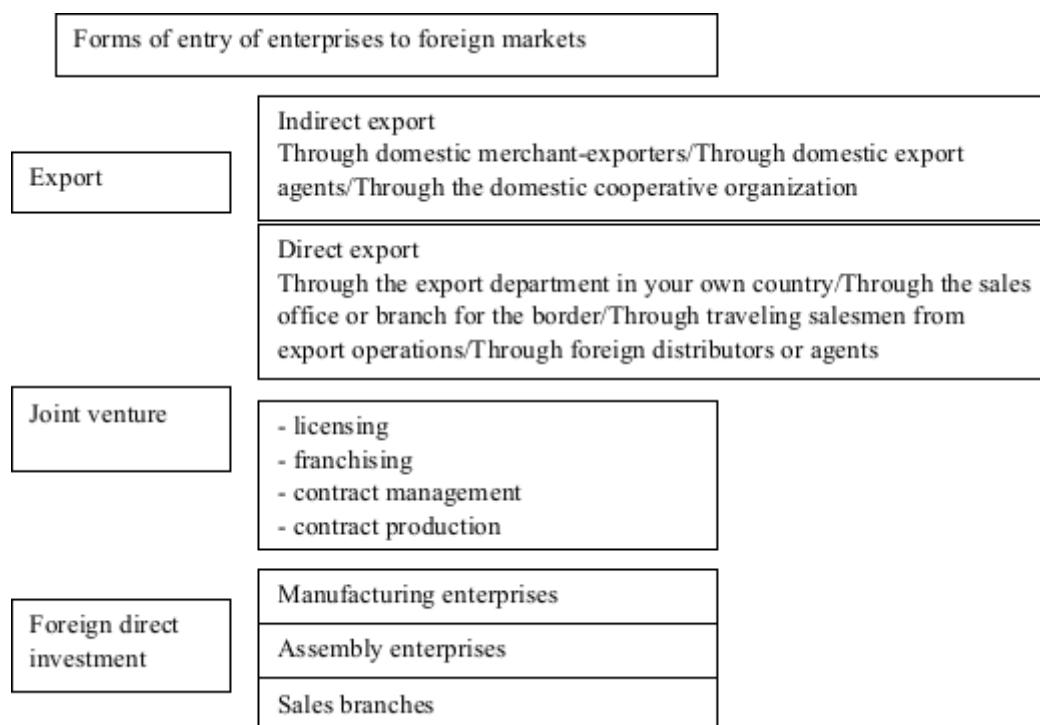 Forms of entry of enterprises to foreign markets
Export
Indirect export
Through domestic merchant-exporters/Through domestic export
agents/Through the domestic cooperative organization
Direct export
Through the export department in your own country/Through the sales
office or branch for the border/Through traveling salesmen from
export operations/Through foreign distributors or agents
Joint venture
- licensing
- franchising
- contract management
- contract production
Foreign direct
investment
Manufacturing enterprises
Assembly enterprises
Sales branches